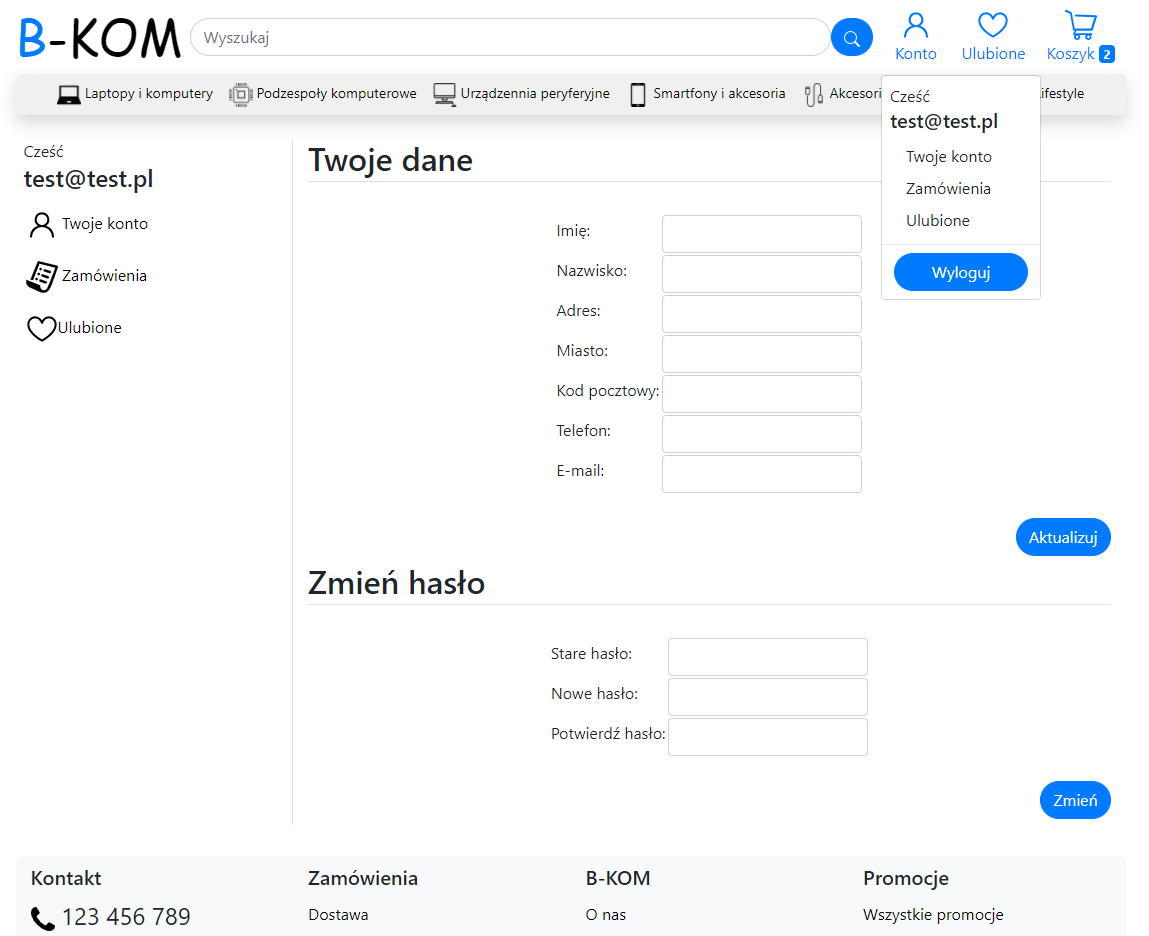 B-KOM
Wyszukaj
Konto
Ulubione
Koszyk 2
Laptopy i komputery
Podzespoły komputerowe
Urządzennia peryferyjne
Smartfony i akcesoria
Akcesori
ifestyle
Cześć
test@test.pl
Twoje konto
Zamówienia
Ulubione
Wyloguj
Cześć
test@test.pl
Twoje konto
Zamówienia
Ulubione
Twoje dane
Imię:
Nazwisko:
Adres:
Miasto:
Kod pocztowy:
Telefon:
E-mail:
Aktualizuj
Zmień hasło
Stare hasło:
Nowe hasło:
Potwierdź hasło:
Zmień
Kontakt
123 456 789
Zamówienia
Dostawa
B-KOM
O nas
Promocje
Wszystkie promocje